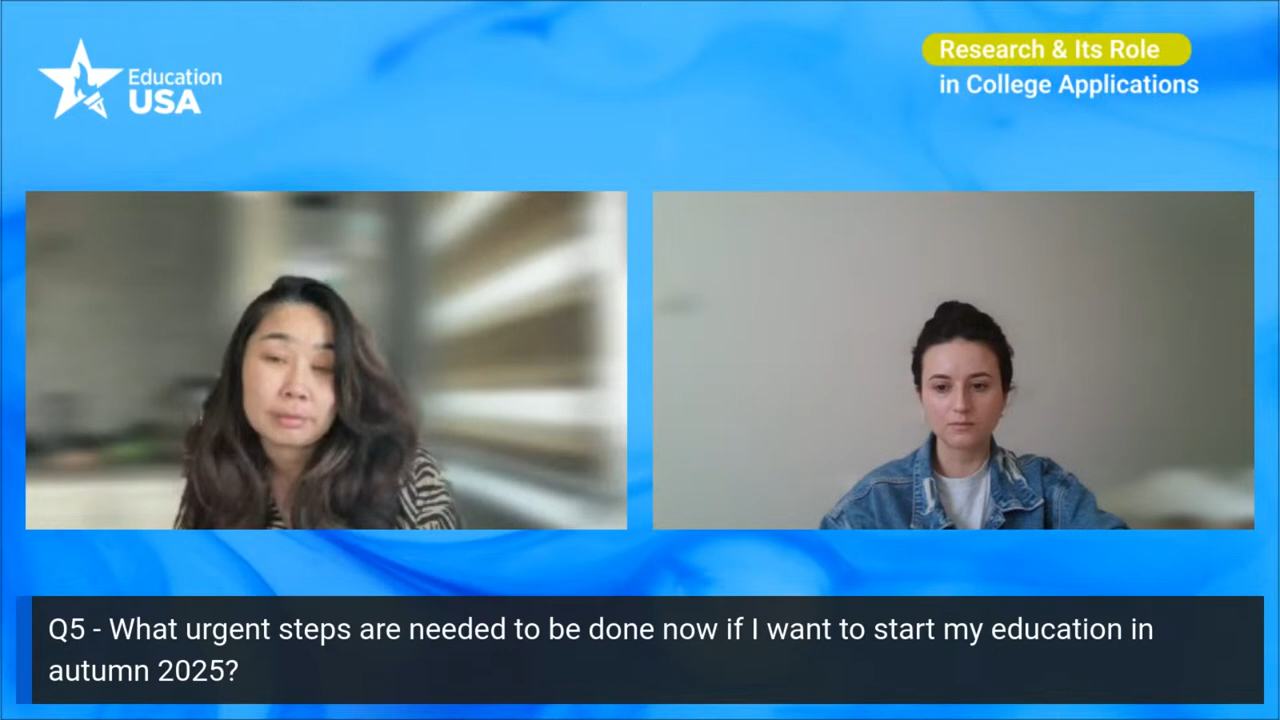 Education
USA
Research & Its Role
in College Applications
Q5 - What urgent steps are needed to be done now if I want to start my education in
autumn 2025?